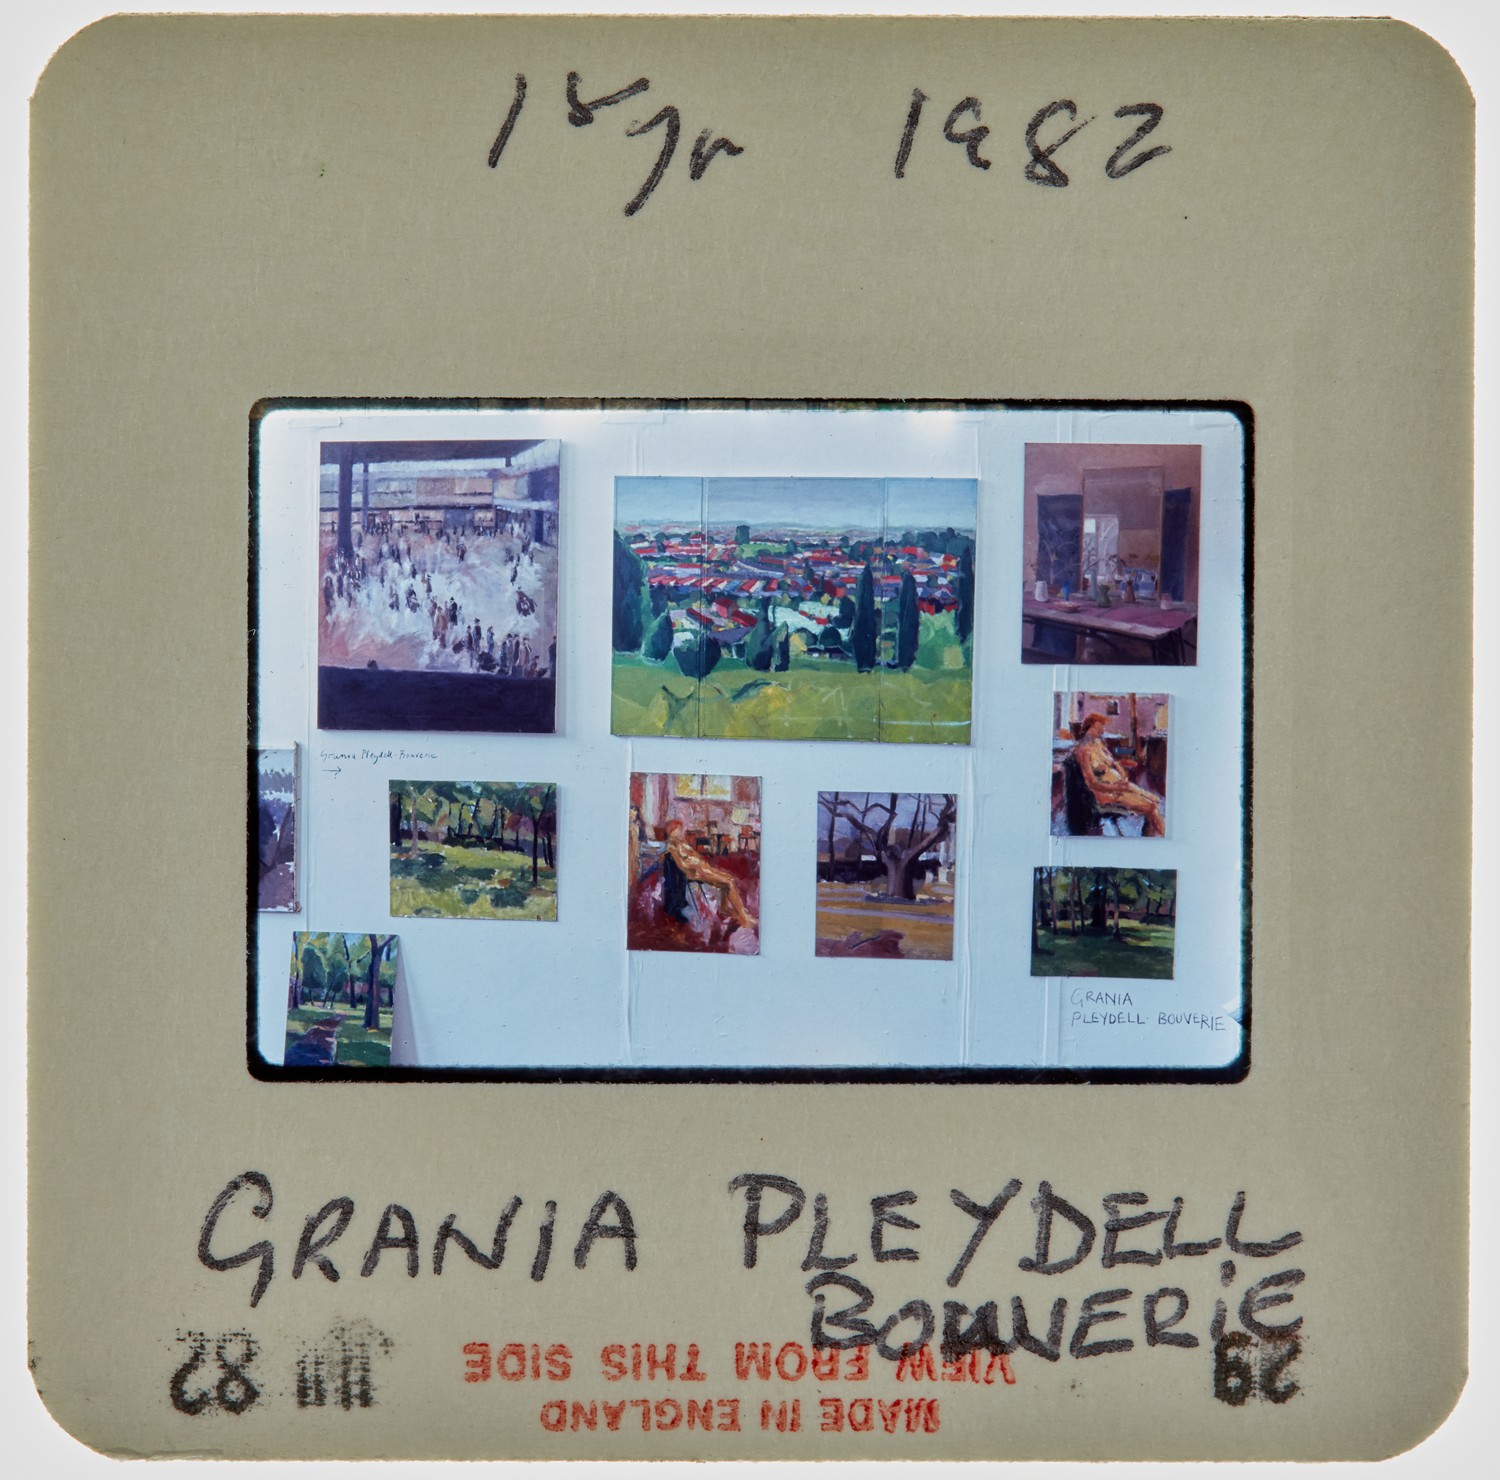 1st yr 1982
Grania Pleydell-Bouverie
→
GRANIA
PLEYDELL-BOUVERIE
GRANIA PLEYDELL
BOUVERIE
VIEW FROM THIS SIDE
MADE IN ENGLAND
29
82